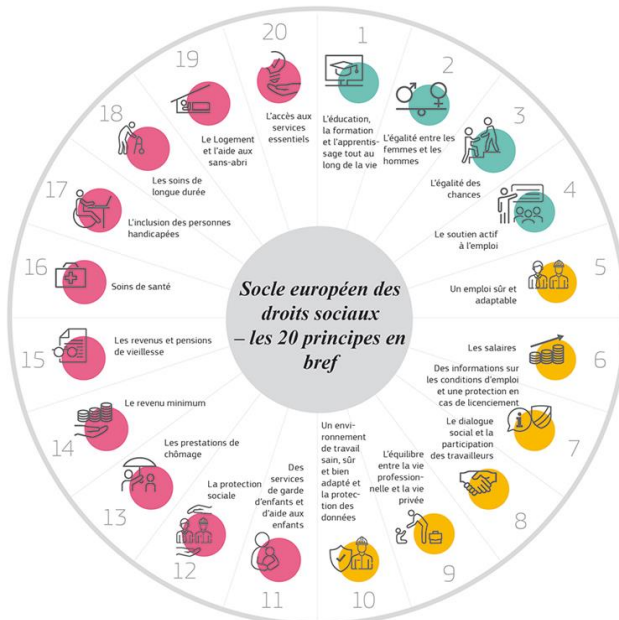 Socle européen des
droits sociaux
– les 20 principes en
bref
1
L'éducation,
la formation
et l'apprentis-
sage tout au
long de la vie
2
L'égalité entre les
femmes et les
hommes
3
L'égalité des
chances
4
Le soutien actif
à l'emploi
5
Un emploi sûr et
adaptable
6
Les salaires
7
Des informations sur
les conditions d'emploi
et une protection en
cas de licenciement
8
Le dialogue
social et la
participation
des travailleurs
9
L'équilibre
entre la vie
profession-
nelle et la vie
privée
10
Un envi-
ronnement
de travail
sain, sûr
et bien
adapté et
la protec-
tion des
données
11
Des
services
de garde
d'enfants et
d'aide aux
enfants
12
La protection
sociale
13
Les prestations de
chômage
14
Le revenu minimum
15
Les revenus et pensions
de vieillesse
16
Soins de santé
17
L'inclusion des personnes
handicapées
18
Les soins de
longue durée
19
Le Logement
et l'aide aux
sans-abri
20
L'accès aux
services
essentiels